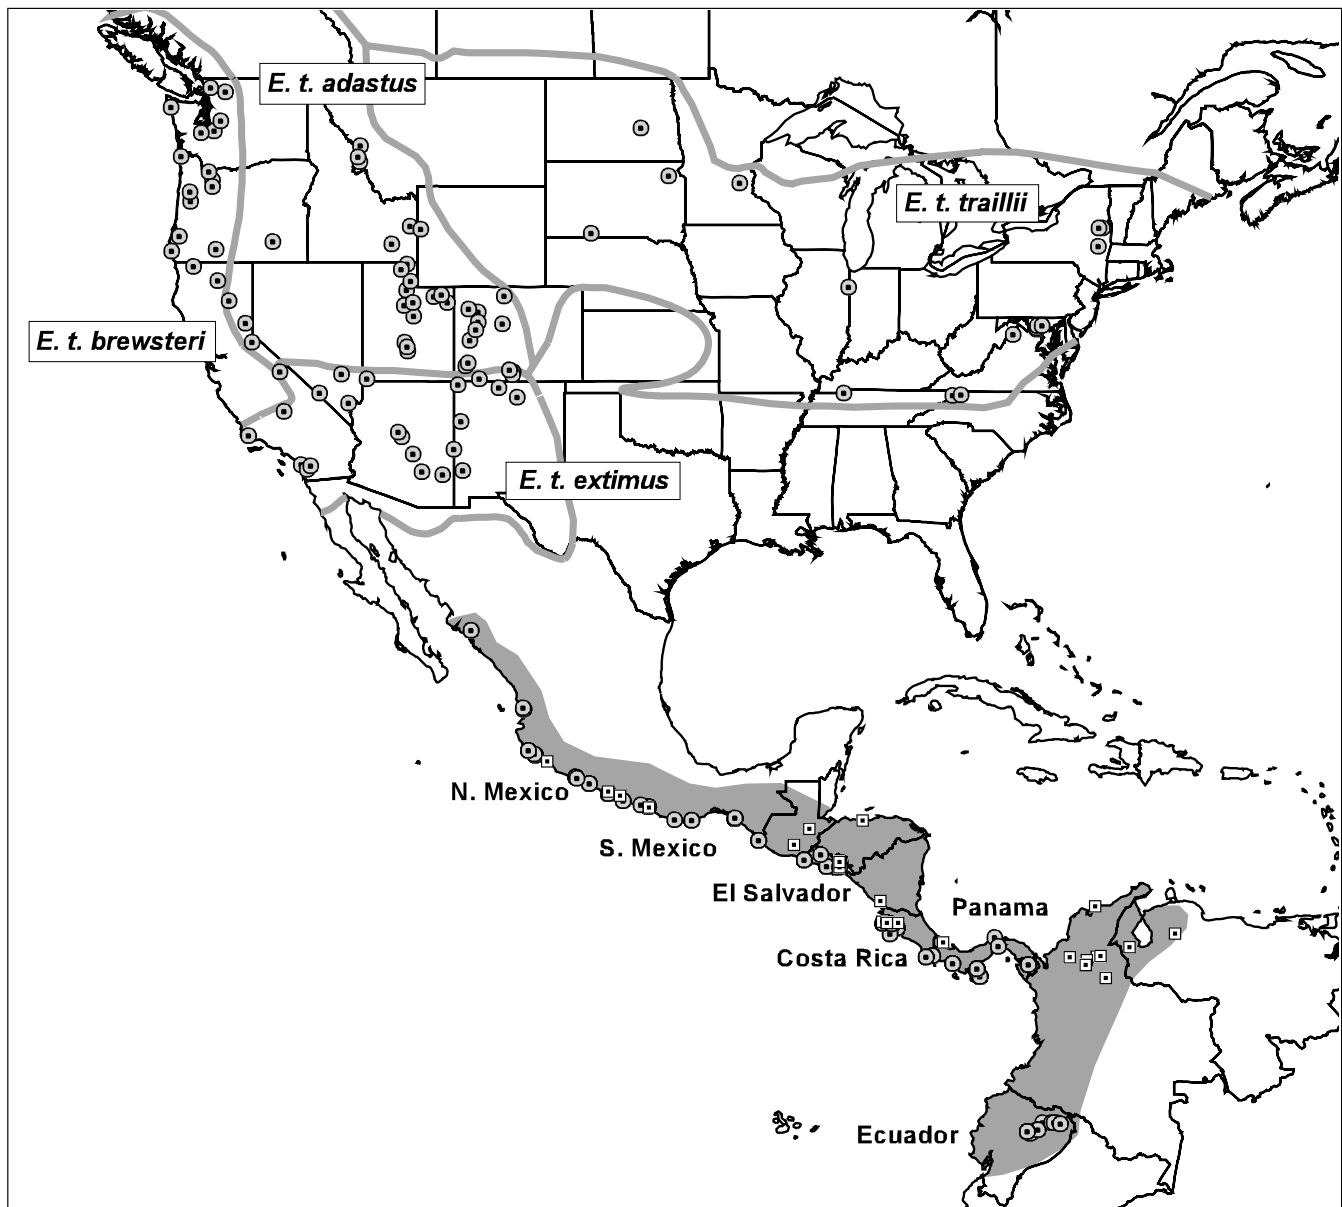 E. t. adastus
E. t. traillii
E. t. brewsteri
E. t. extimus
N. Mexico
S. Mexico
El Salvador
Panama
Costa Rica
Ecuador